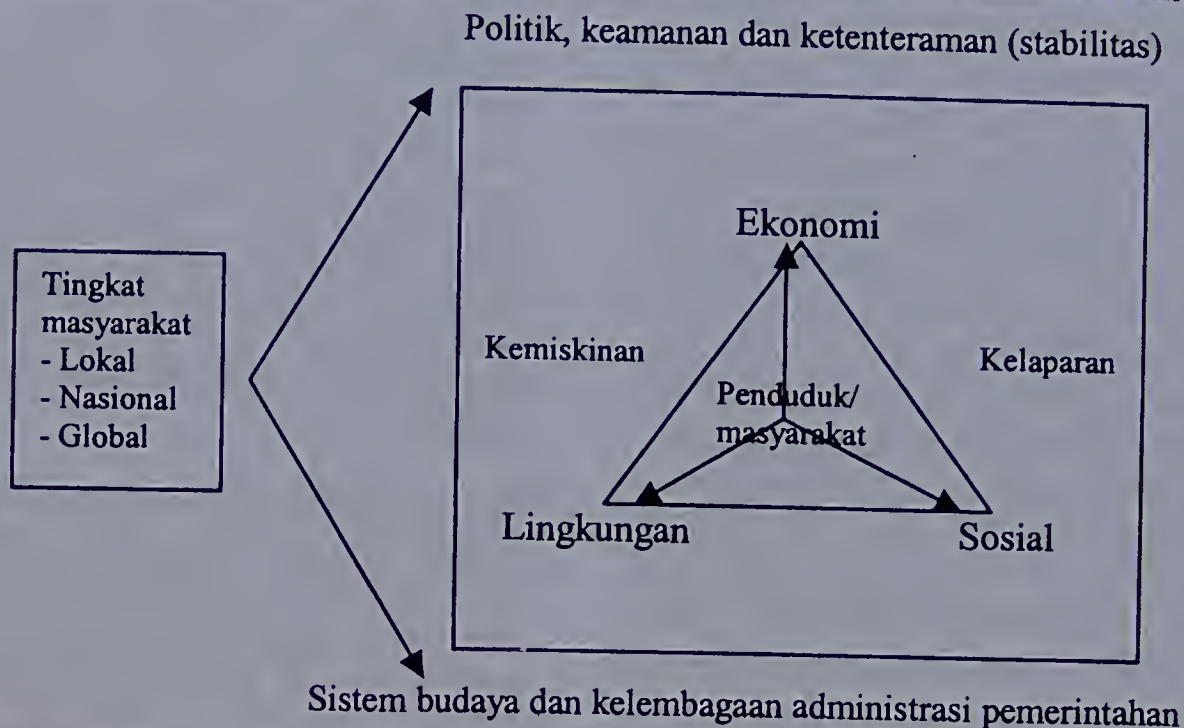 Politik, keamanan dan ketenteraman (stabilitas)
Ekonomi
Tingkat
masyarakat
- Lokal
- Nasional
- Global
Kemiskinan
Kelaparan
Penduduk/
masyarakat
Lingkungan
Sosial
Sistem budaya dan kelembagaan administrasi pemerintahan